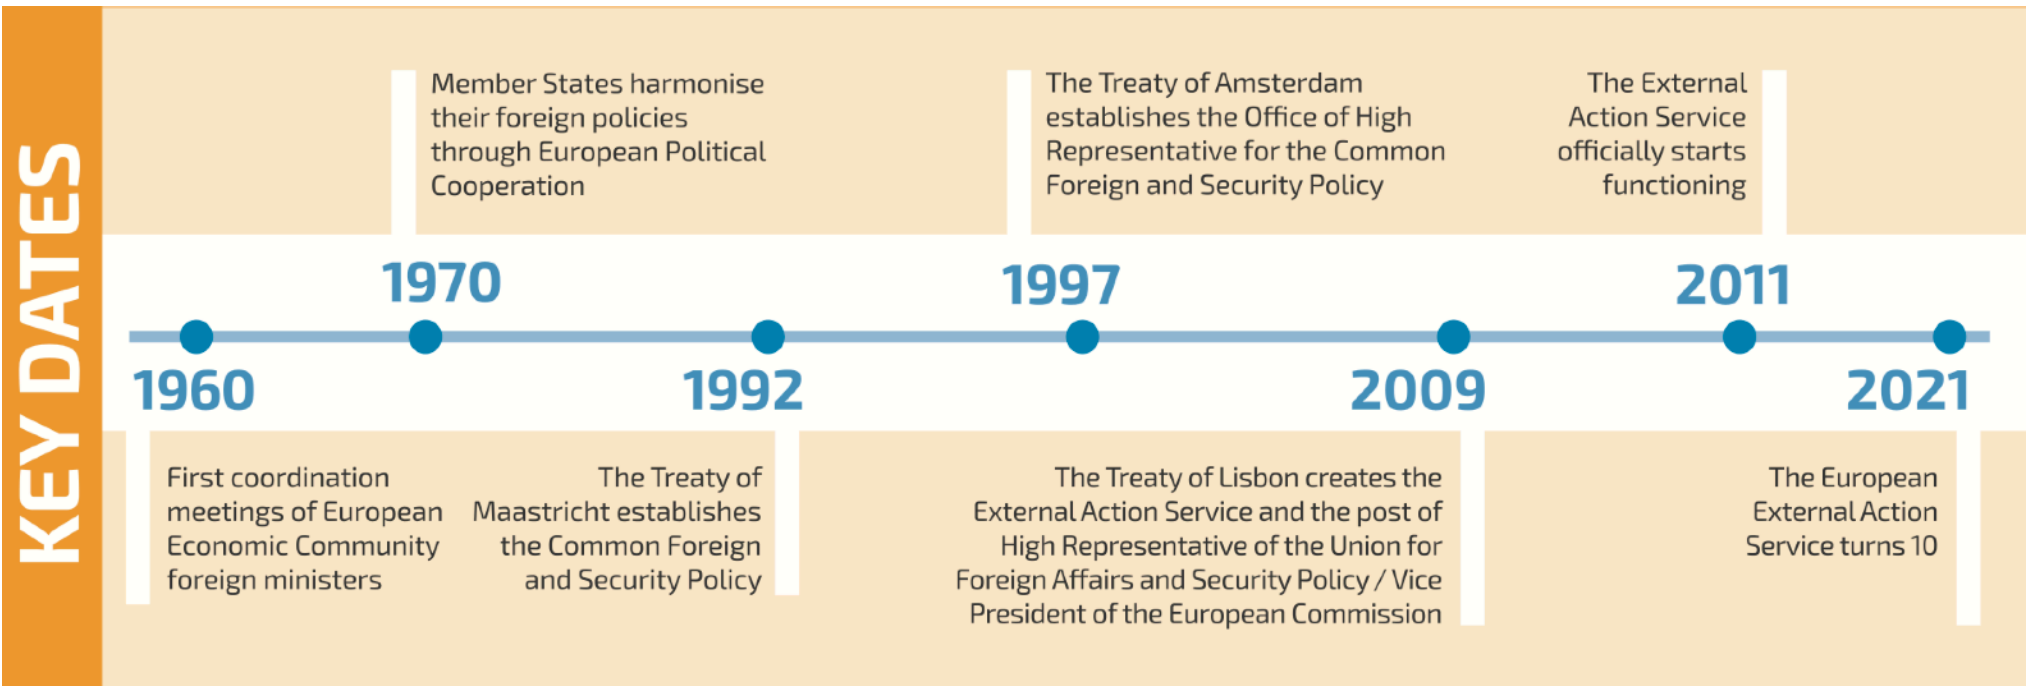 KEY DATES
1960
First coordination
meetings of European
Economic Community
foreign ministers
1970
Member States harmonise
their foreign policies
through European Political
Cooperation
1992
The Treaty of
Maastricht establishes
the Common Foreign
and Security Policy
1997
The Treaty of Amsterdam
establishes the Office of High
Representative for the Common
Foreign and Security Policy
2009
The Treaty of Lisbon creates the
External Action Service and the post of
High Representative of the Union for
Foreign Affairs and Security Policy / Vice
President of the European Commission
2011
The External
Action Service
officially starts
functioning
2021
The European
External Action
Service turns 10